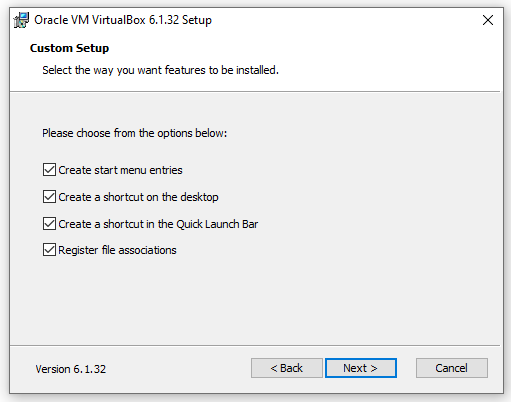 Oracle VM VirtualBox 6.1.32 Setup
Custom Setup
Select the way you want features to be installed.
Please choose from the options below:
Create start menu entries
Create a shortcut on the desktop
Create a shortcut in the Quick Launch Bar
Register file associations
Version 6.1.32
< Back
Next >
Cancel